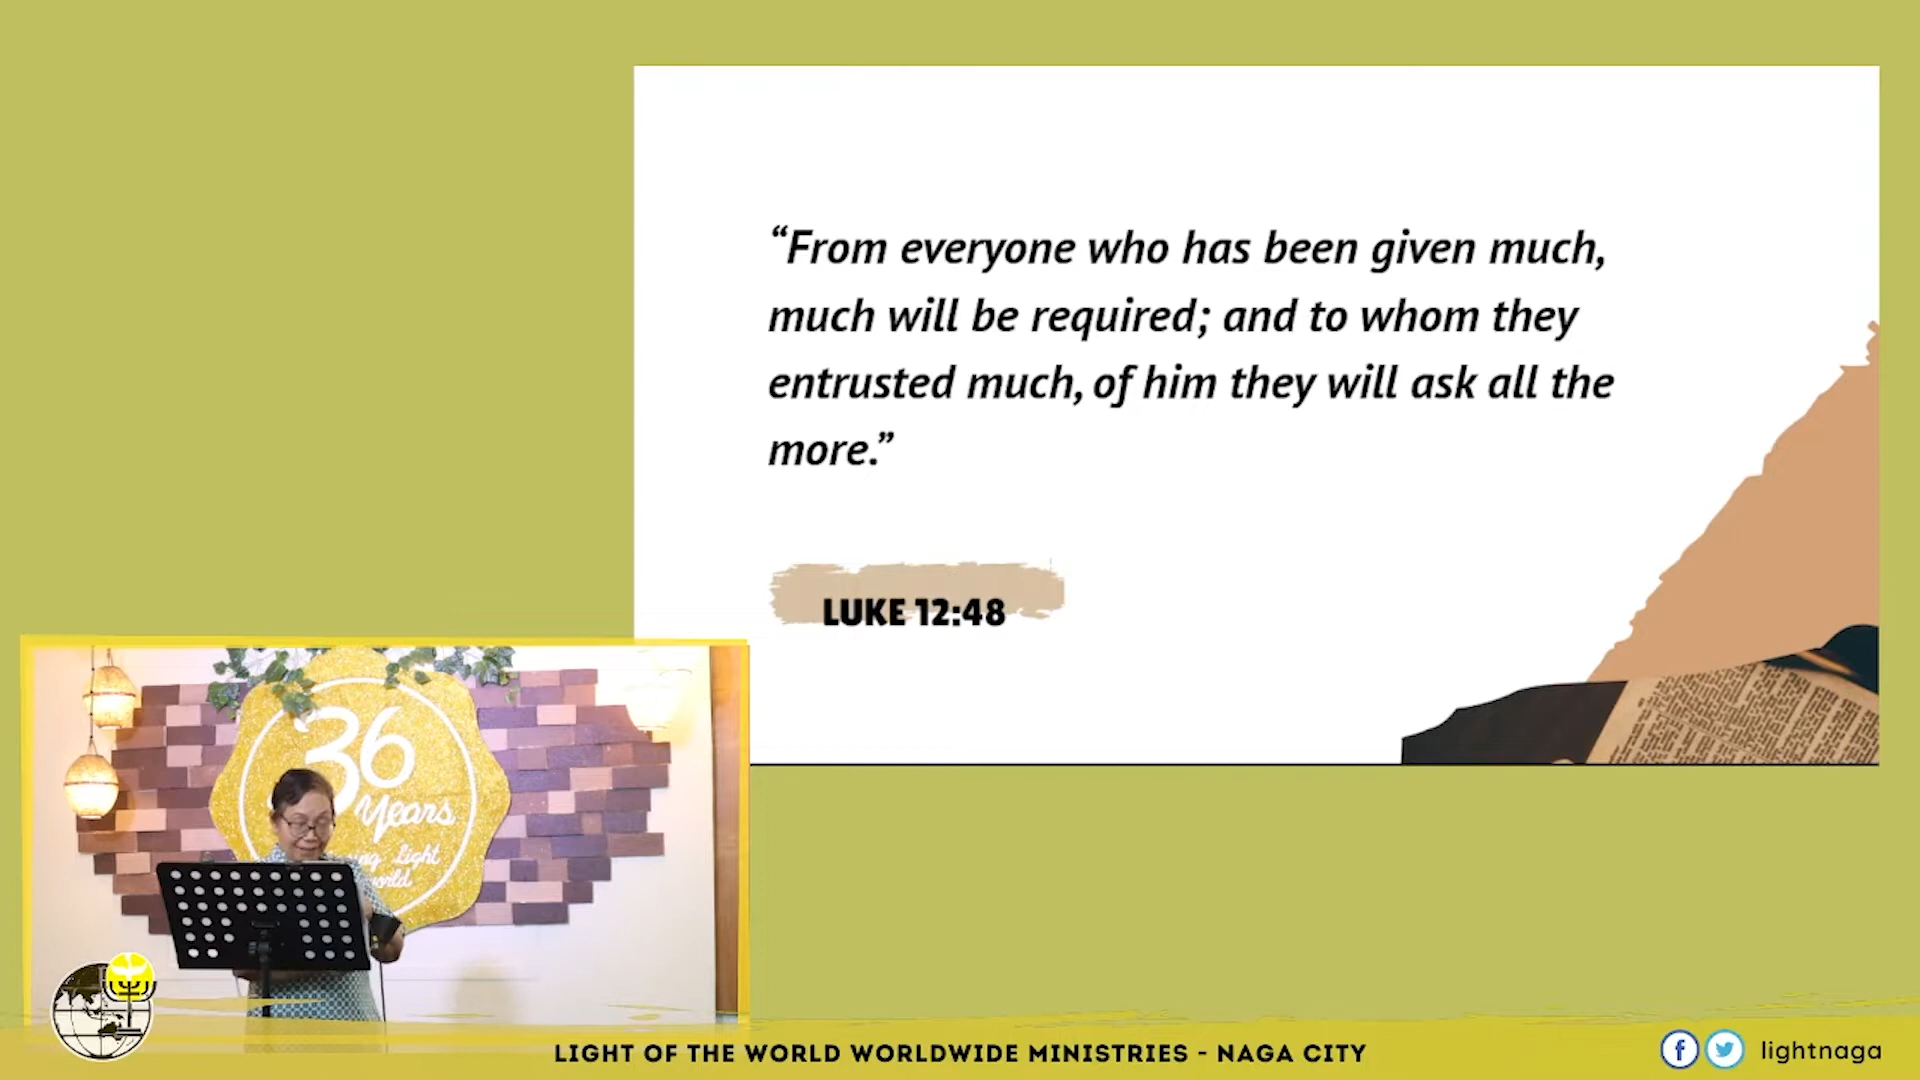 “From everyone who has been given much,
much will be required; and to whom they
entrusted much, of him they will ask all the
more.”
LUKE 12:48
36
Years
Light
LIGHT OF THE WORLD WORLDWIDE MINISTRIES - NAGA CITY
lightnaga